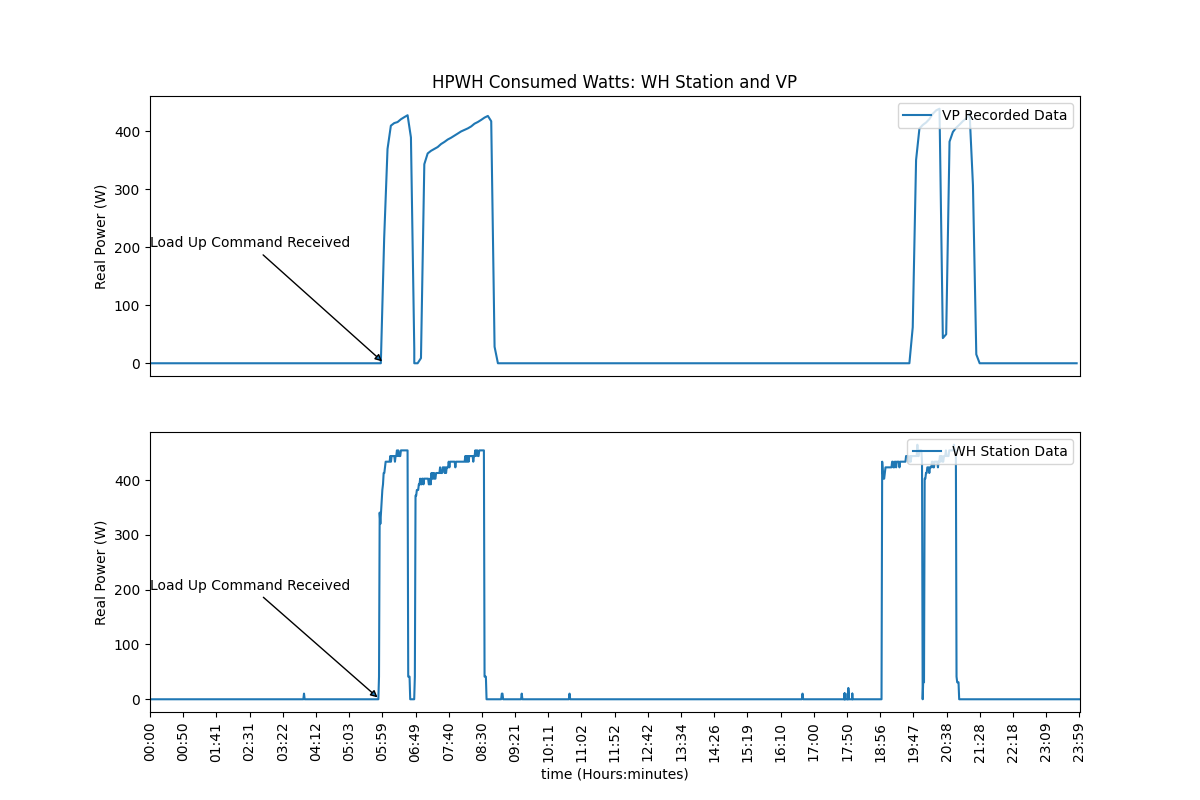 HPWH Consumed Watts: WH Station and VP
VP Recorded Data
400
300
200
100
0
Real Power (W)
Load Up Command Received
WH Station Data
400
300
200
100
0
Real Power (W)
Load Up Command Received
00:00 00:50 01:41 02:31 03:22 04:12 05:03 05:59 06:49 07:40 08:30 09:21 10:11 11:02 11:52 12:42 13:34 14:26 15:19 16:10 17:00 17:50 18:56 19:47 20:38 21:28 22:18 23:09 23:59
time (Hours:minutes)